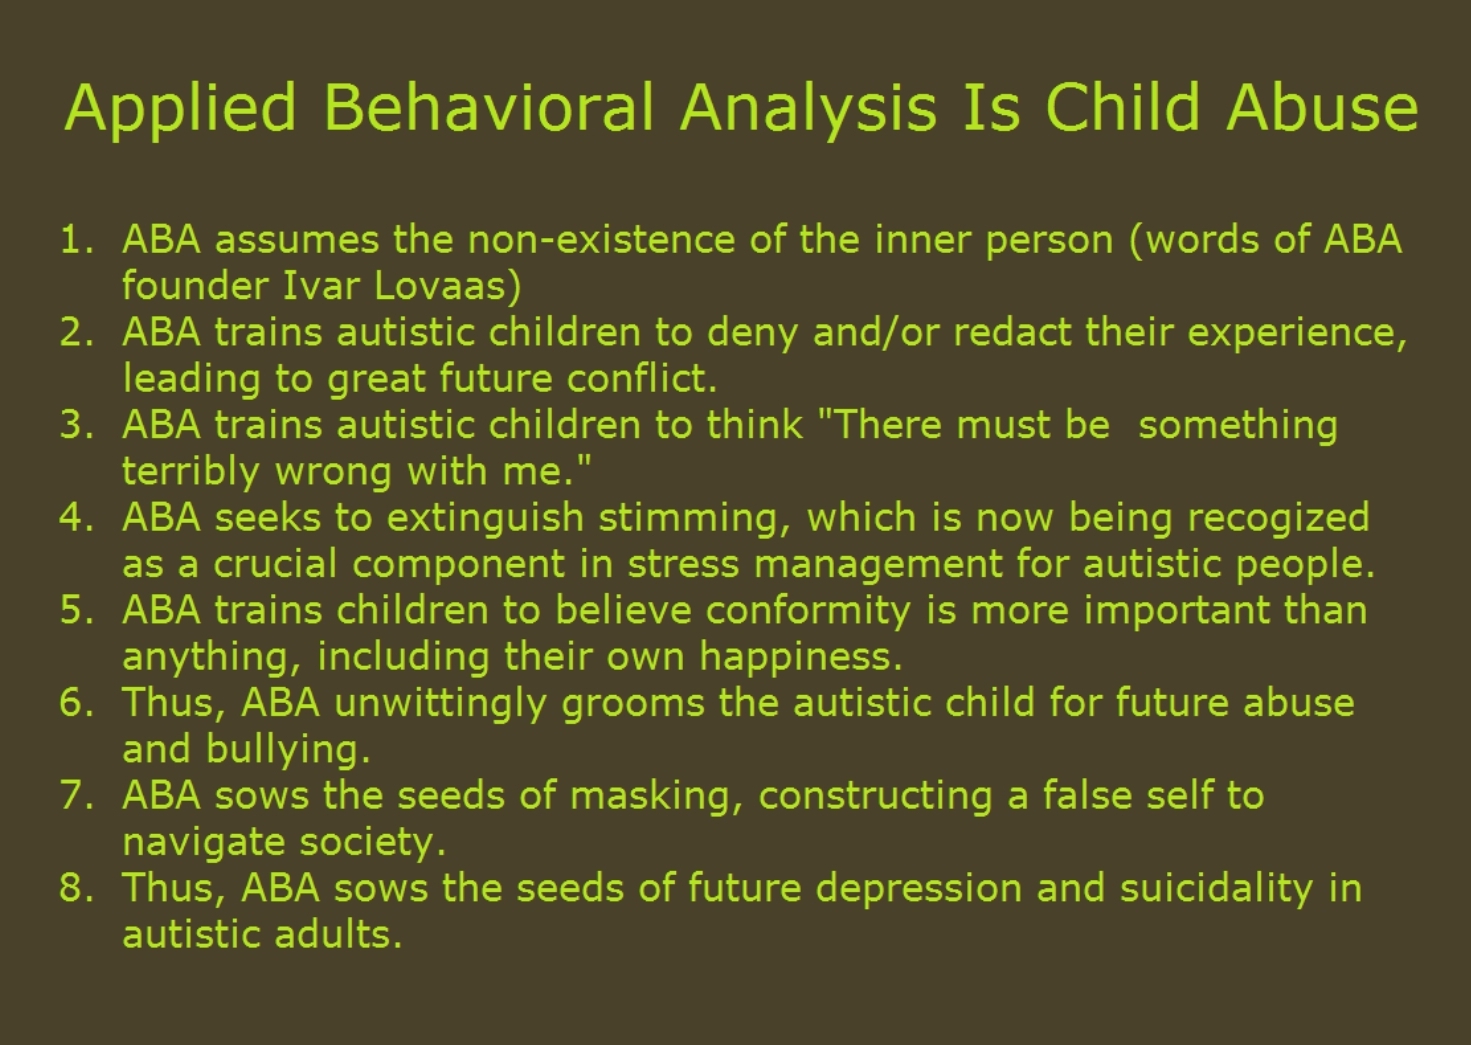 Applied Behavioral Analysis Is Child Abuse
1. ABA assumes the non-existence of the inner person (words of ABA
founder Ivar Lovaas)
2. ABA trains autistic children to deny and/or redact their experience,
leading to great future conflict.
3. ABA trains autistic children to think "There must be  something
terribly wrong with me."
4. ABA seeks to extinguish stimming, which is now being recogized
as a crucial component in stress management for autistic people.
5. ABA trains children to believe conformity is more important than
anything, including their own happiness.
6. Thus, ABA unwittingly grooms the autistic child for future abuse
and bullying.
7. ABA sows the seeds of masking, constructing a false self to
navigate society.
8. Thus, ABA sows the seeds of future depression and suicidality in
autistic adults.